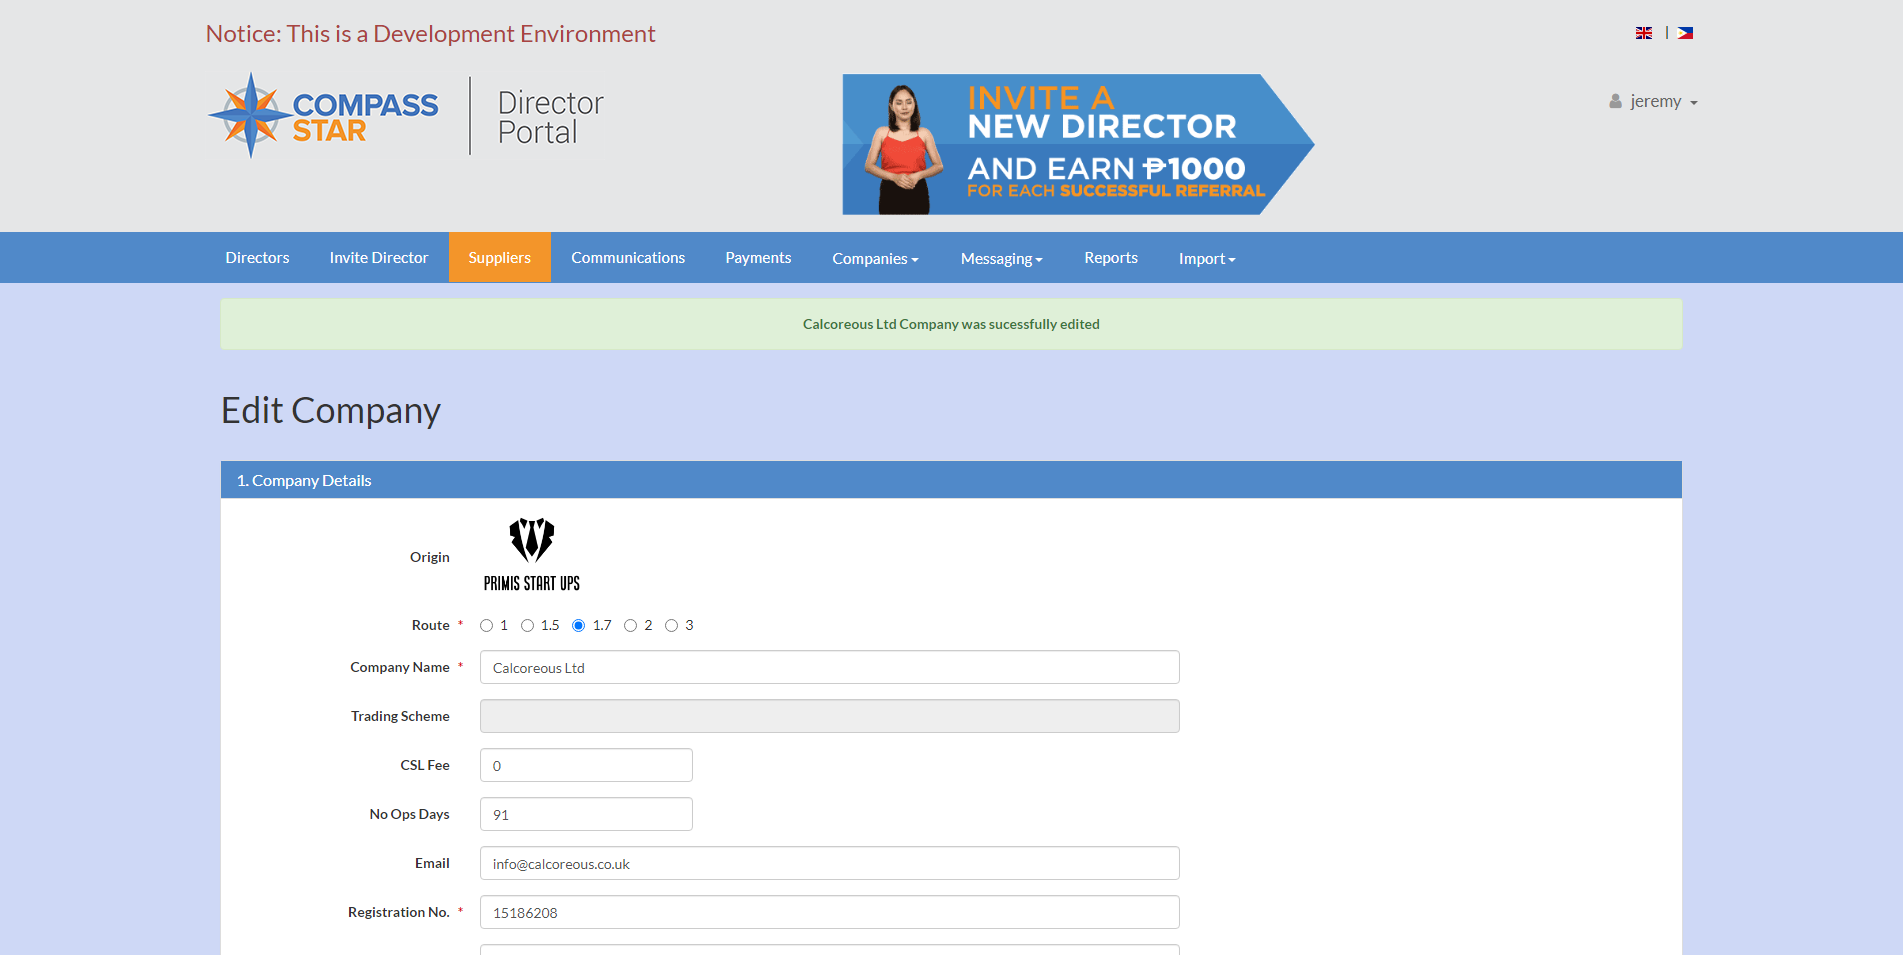 Notice: This is a Development Environment
|
COMPASS
STAR
Director
Portal
INVITE A
NEW DIRECTOR
AND EARN ₱1000
FOR EACH SUCCESSFUL REFERRAL
jeremy
Directors Invite Director Suppliers Communications Payments Companies Messaging Reports Import
Calcoreous Ltd Company was sucessfully edited
Edit Company
1. Company Details
Origin
PRIMIS START UPS
Route * 1 1.5 1.7 2 3
Company Name * Calcoreous Ltd
Trading Scheme
CSL Fee 0
No Ops Days 91
Email info@calcoreous.co.uk
Registration No. * 15186208